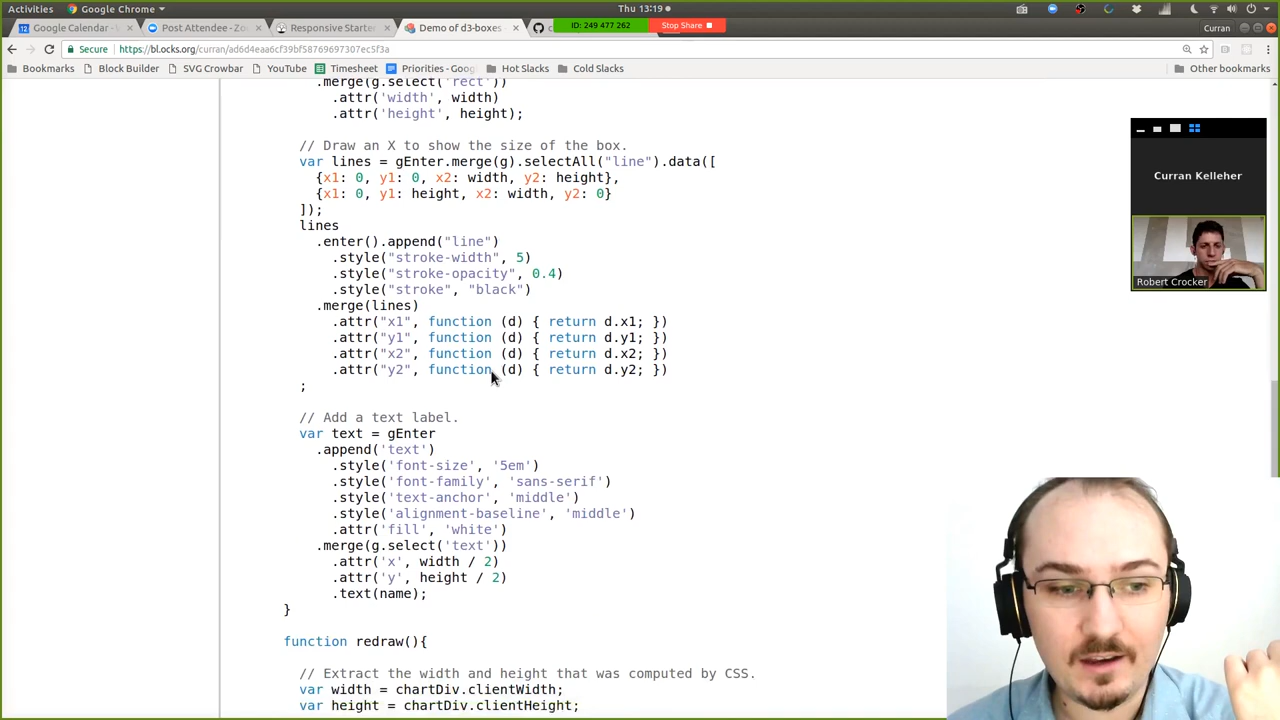 Activities
Google Chrome
Thu 13:19
Curran
Google Calendar -
Post Attendee - Zo
Responsive Starte
Demo of d3-boxes
ID: 249 477 262
Stop Share
Secure
https://bl.ocks.org/curran/ad6d4eaa6cf39bf58769697307ec5f3a
Bookmarks
Block Builder
SVG Crowbar
YouTube
Timesheet
Priorities - Goog
Hot Slacks
Cold Slacks
Other bookmarks
.merge(g.select('rect'))
.attr('width', width)
.attr('height', height);
// Draw an X to show the size of the box.
var lines = gEnter.merge(g).selectAll("line").data([
{x1: 0, y1: 0, x2: width, y2: height},
{x1: 0, y1: height, x2: width, y2: 0}
]);
lines
.enter().append("line")
.style("stroke-width", 5)
.style("stroke-opacity", 0.4)
.style("stroke", "black")
.merge(lines)
.attr("x1", function (d) { return d.x1; })
.attr("y1", function (d) { return d.y1; })
.attr("x2", function (d) { return d.x2; })
.attr("y2", function (d) { return d.y2; })
;
// Add a text label.
var text = gEnter
.append('text')
.style('font-size', '5em')
.style('font-family', 'sans-serif')
.style('text-anchor', 'middle')
.style('alignment-baseline', 'middle')
.attr('fill', 'white')
.merge(g.select('text'))
.attr('x', width / 2)
.attr('y', height / 2)
.text(name);
}
function redraw(){
// Extract the width and height that was computed by CSS.
var width = chartDiv.clientWidth;
var height = chartDiv.clientHeight;
Curran Kelleher
Robert Crocker